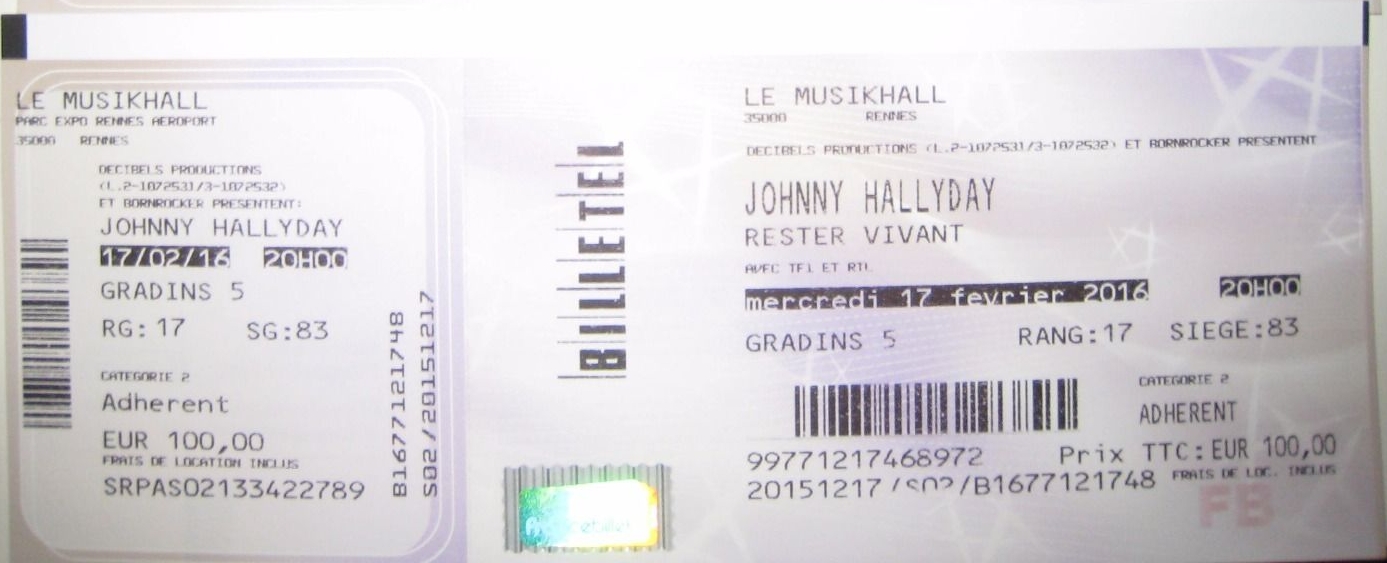 LE MUSIKHALL
PARC EXPO RENNES AEROPORT
35000 RENNES
DECIBELS PRODUCTIONS
(L.2-1072531/3-1072532)
ET BORNROCKER PRESENTENT:
JOHNNY HALLYDAY
17/02/16 20H00
GRADINS 5
RG: 17 SG:83
CATEGORIE 2
Adherent
EUR 100,00
FRAIS DE LOCATION INCLUS
SRPAS02133422789
B1677121748
S02/20151217
BILLETEL
LE MUSIKHALL
35000 RENNES
DECIBELS PRODUCTIONS (L.2-1072531/3-1072532) ET BORNROCKER PRESENTENT
JOHNNY HALLYDAY
RESTER VIVANT
AVEC TF1 ET RTL
mercredi 17 fevrier 2016 20H00
GRADINS 5 RANG:17 SIEGE:83
CATEGORIE 2
ADHERENT
99771217468972 Prix TTC: EUR 100,00
20151217/S02/B1677121748 FRAIS DE LOC. INCLUS
FB